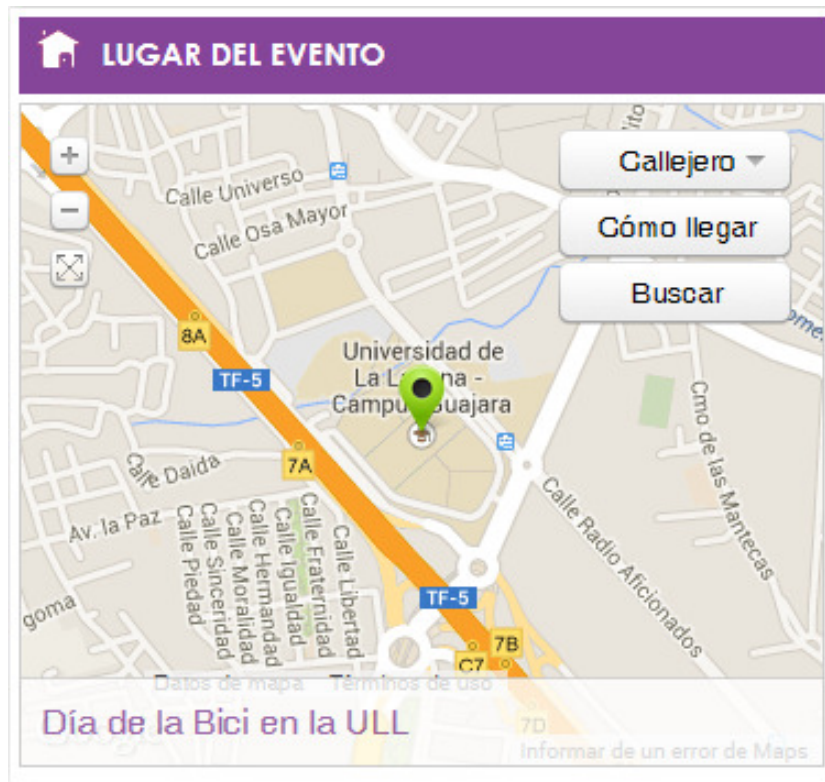 LUGAR DEL EVENTO
Callejero
Cómo llegar
Buscar
Calle Universo
Calle Osa Mayor
8A
TF-5
Universidad de
La Laguna -
Campus Guajara
7A
Calle Daida
Av. la Paz
Calle Piedad
Calle Sinceridad
Calle Moralidad
Calle Hermandad
Calle Igualdad
Calle Fraternidad
Calle Libertad
Cmo de las Mantecas
Calle Radio Aficionados
goma
TF-5
7B
C7
Datos de mapa
Términos de uso
Día de la Bici en la ULL
7D
Google
Informar de un error de Maps